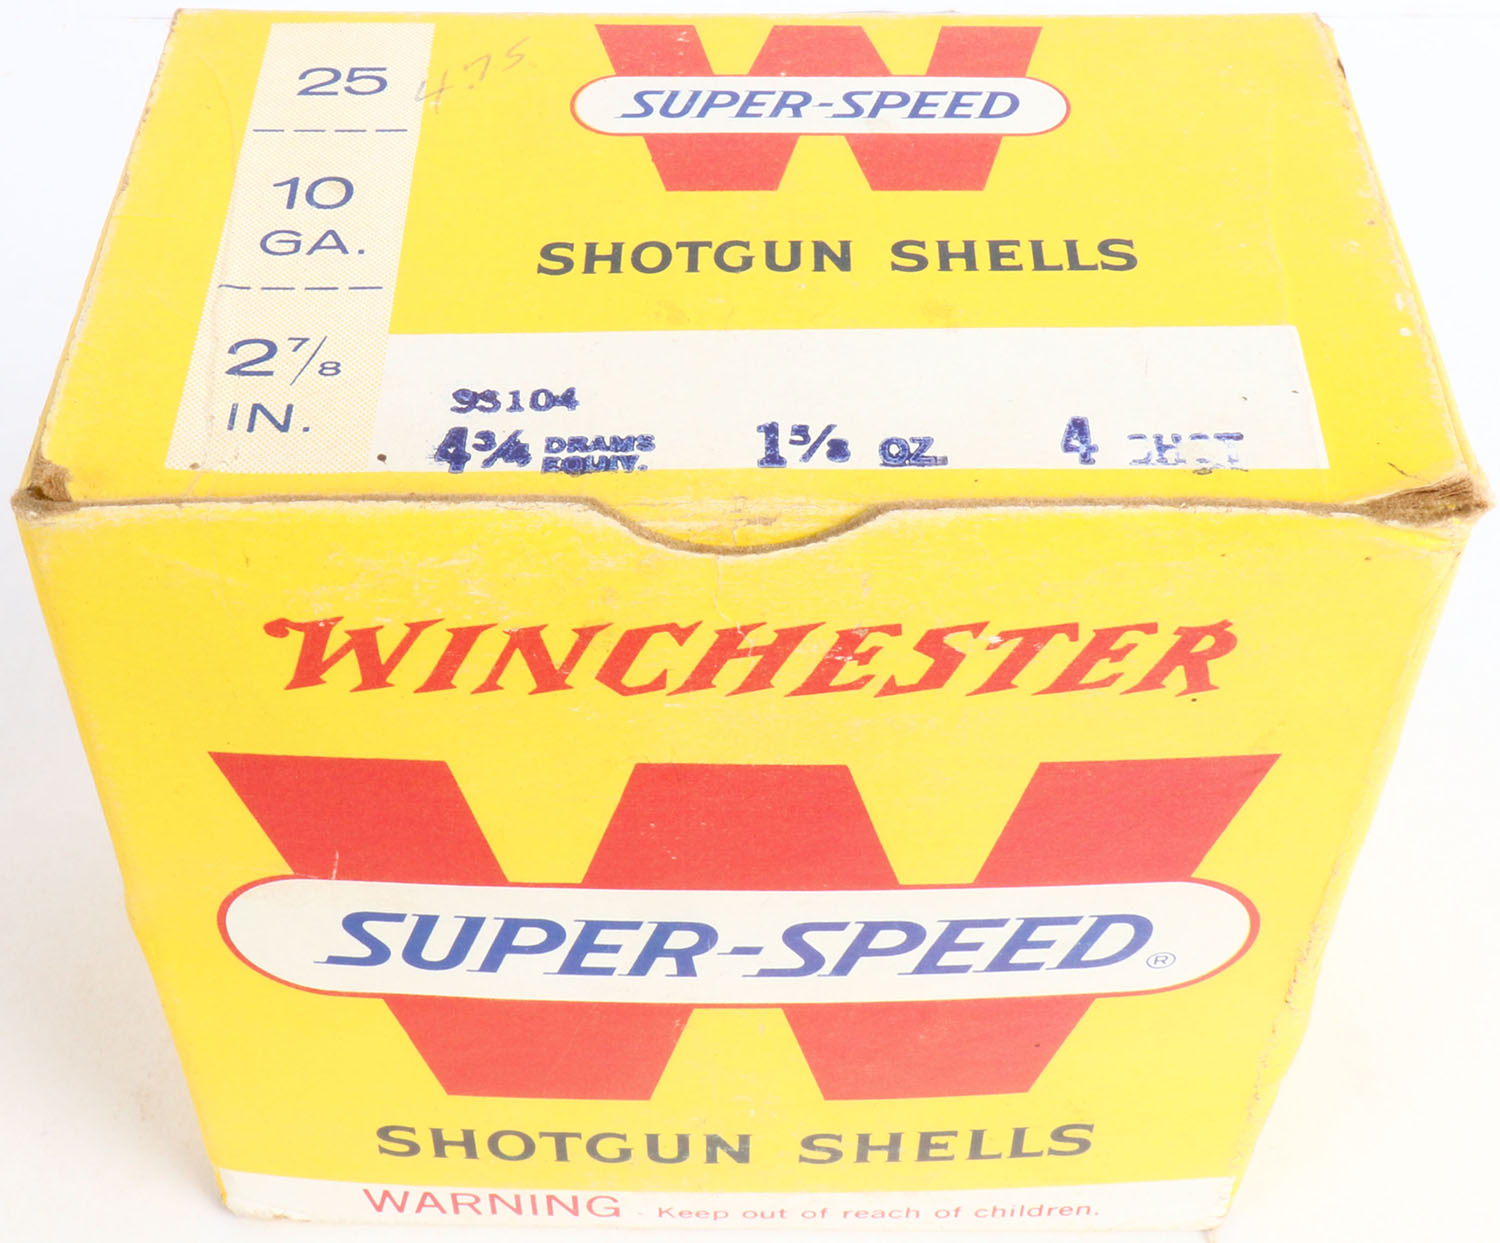 25
4.75
10
GA.
2 7/8
IN.
SUPER-SPEED
SHOTGUN SHELLS
4 3/4 DRAMS EQUIV. 1 5/8 OZ. 4 SHOT
WINCHESTER
SUPER-SPEED®
SHOTGUN SHELLS
WARNING - Keep out of reach of children.